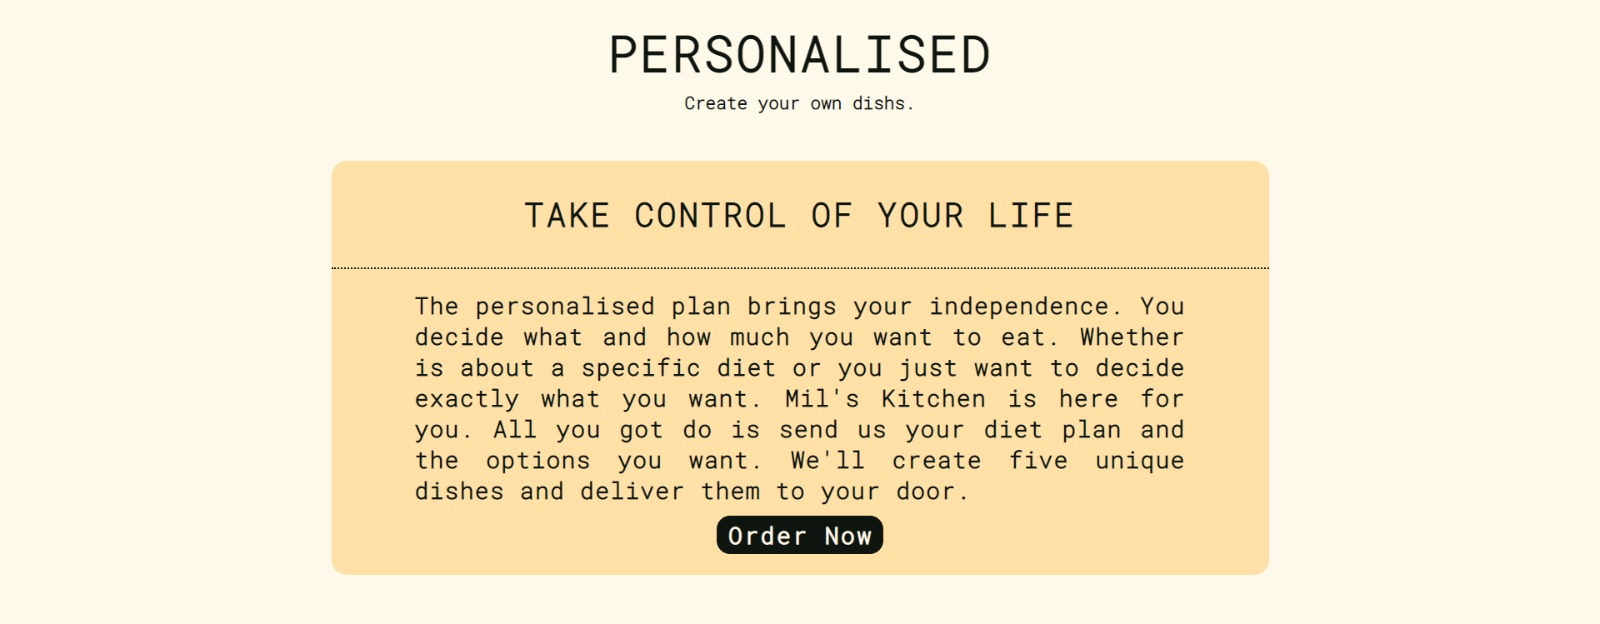 PERSONALISED
Create your own dishs.
TAKE CONTROL OF YOUR LIFE
The personalised plan brings your independence. You
decide what and how much you want to eat. Whether
is about a specific diet or you just want to decide
exactly what you want. Mil's Kitchen is here for
you. All you got do is send us your diet plan and
the options you want. We'll create five unique
dishes and deliver them to your door.
Order Now